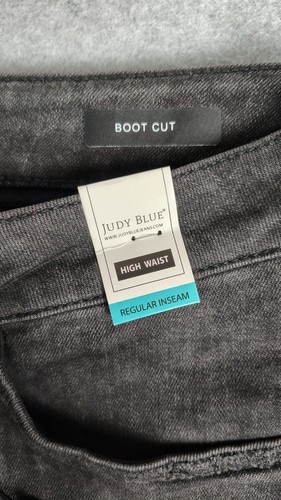 BOOT CUT
JUDY BLUE®
WWW.JUDYBLUEJEANS.COM
HIGH WAIST
REGULAR INSEAM